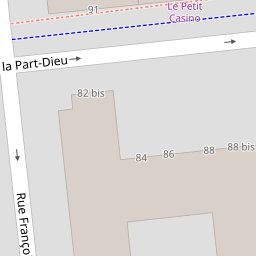 91
Le Petit
Casino
la Part-Dieu
82 bis
84
86
88
88 bis
Rue Franço